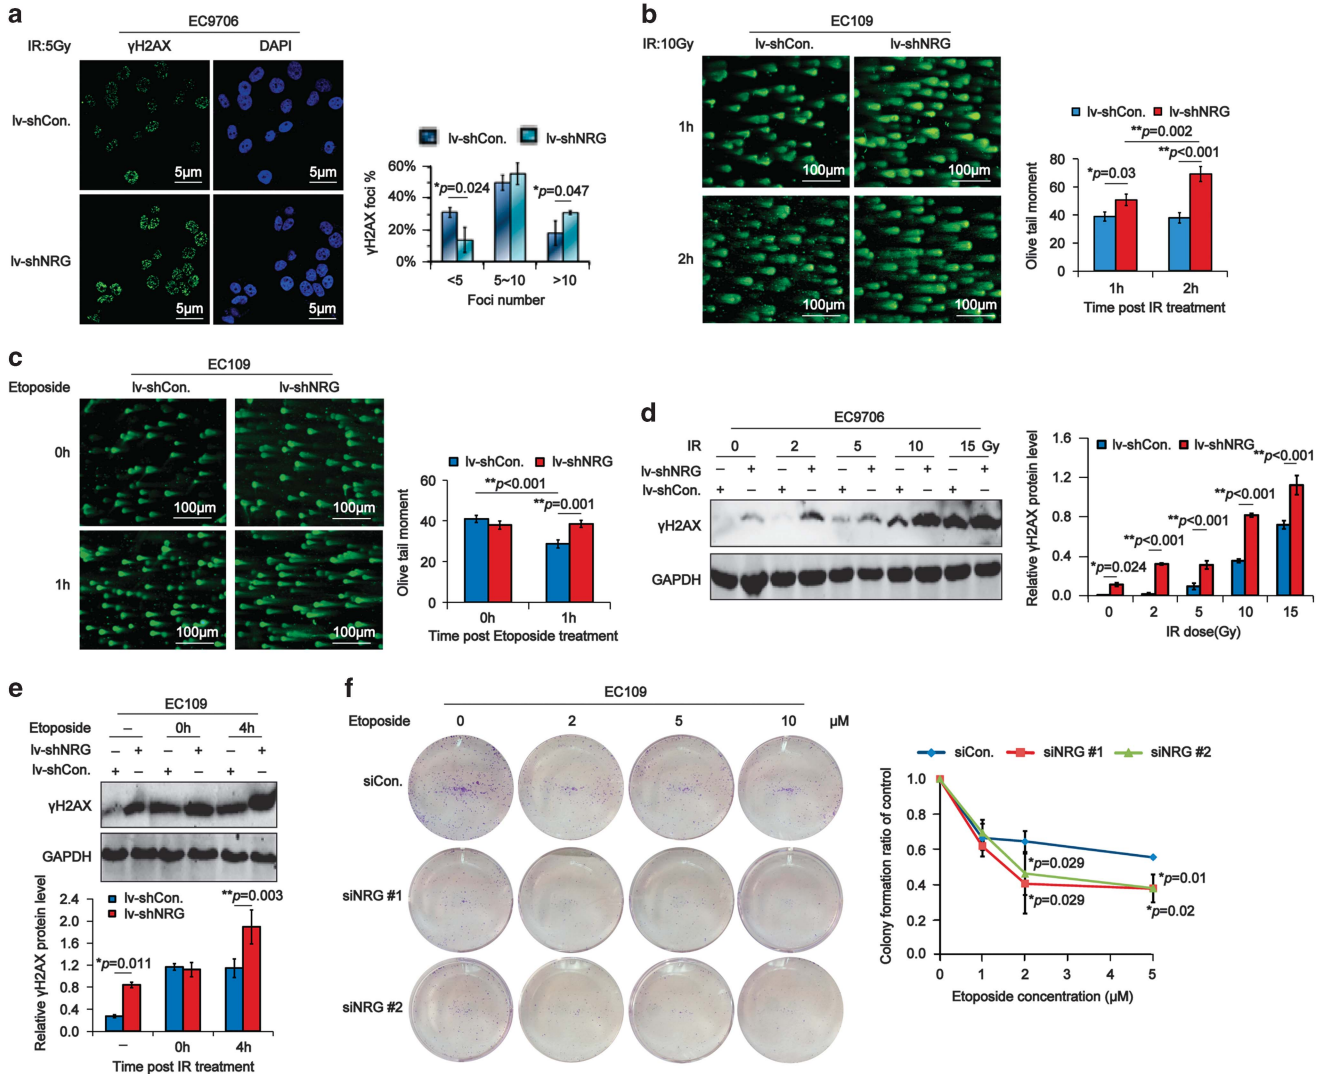 a
EC9706
IR:5Gy
γH2AX
DAPI
lv-shCon.
5μm
5μm
lv-shNRG
5μm
5μm
lv-shCon.
lv-shNRG
γH2AX foci %
60%
40%
20%
0%
*p=0.024
*p=0.047
<5
5~10
>10
Foci number
b
EC109
IR:10Gy
lv-shCon.
lv-shNRG
1h
100μm
100μm
2h
100μm
100μm
lv-shCon.
lv-shNRG
**p=0.002
**p<0.001
*p=0.03
Olive tail moment
80
60
40
20
0
1h
2h
Time post IR treatment
c
EC109
Etoposide
lv-shCon.
lv-shNRG
0h
100μm
100μm
1h
100μm
100μm
lv-shCon.
lv-shNRG
**p<0.001
**p=0.001
Olive tail moment
60
40
20
0
0h
1h
Time post Etoposide treatment
d
EC9706
IR 0 2 5 10 15 Gy
lv-shNRG – + – + – + – + – +
lv-shCon. + – + – + – + – + –
γH2AX
GAPDH
lv-shCon.
lv-shNRG
Relative γH2AX protein level
1.6
1.2
0.8
0.4
0.0
*p=0.024
**p<0.001
**p<0.001
**p<0.001
**p<0.001
0 2 5 10 15
IR dose(Gy)
e
EC109
Etoposide – 0h 4h
lv-shNRG – + – + – +
lv-shCon. + – + – + –
γH2AX
GAPDH
lv-shCon.
lv-shNRG
Relative γH2AX protein level
2.4
2.0
1.6
1.2
0.8
0.4
0.0
*p=0.011
**p=0.003
– 0h 4h
Time post IR treatment
f
EC109
Etoposide 0 2 5 10 μM
siCon.
siNRG #1
siNRG #2
siCon.
siNRG #1
siNRG #2
Colony formation ratio of control
1.0
0.8
0.6
0.4
0.2
0.0
*p=0.029
*p=0.029
*p=0.01
*p=0.02
0 1 2 3 4 5
Etoposide concentration (μM)